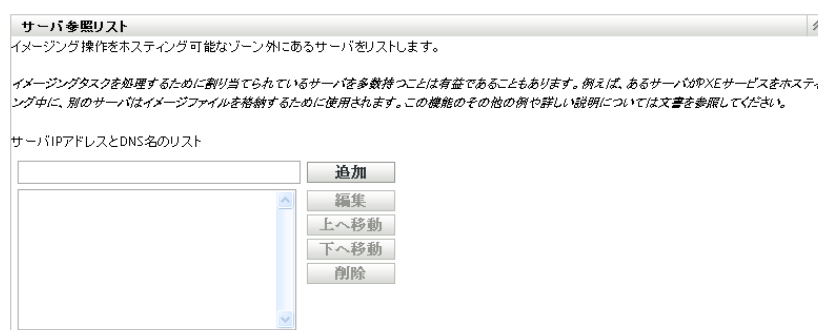 サーバ参照リスト
イメージング操作をホスティング可能なゾーン外にあるサーバをリストします。
イメージングタスクを処理するために割り当てられているサーバを多数持つことは有益であることもあります。例えば、あるサーバがPXEサービスをホスティ
ング中に、別のサーバはイメージファイルを格納するために使用されます。この機能のその他の例や詳しい説明については文書を参照してください。
サーバIPアドレスとDNS名のリスト
追加
編集
上へ移動
下へ移動
削除